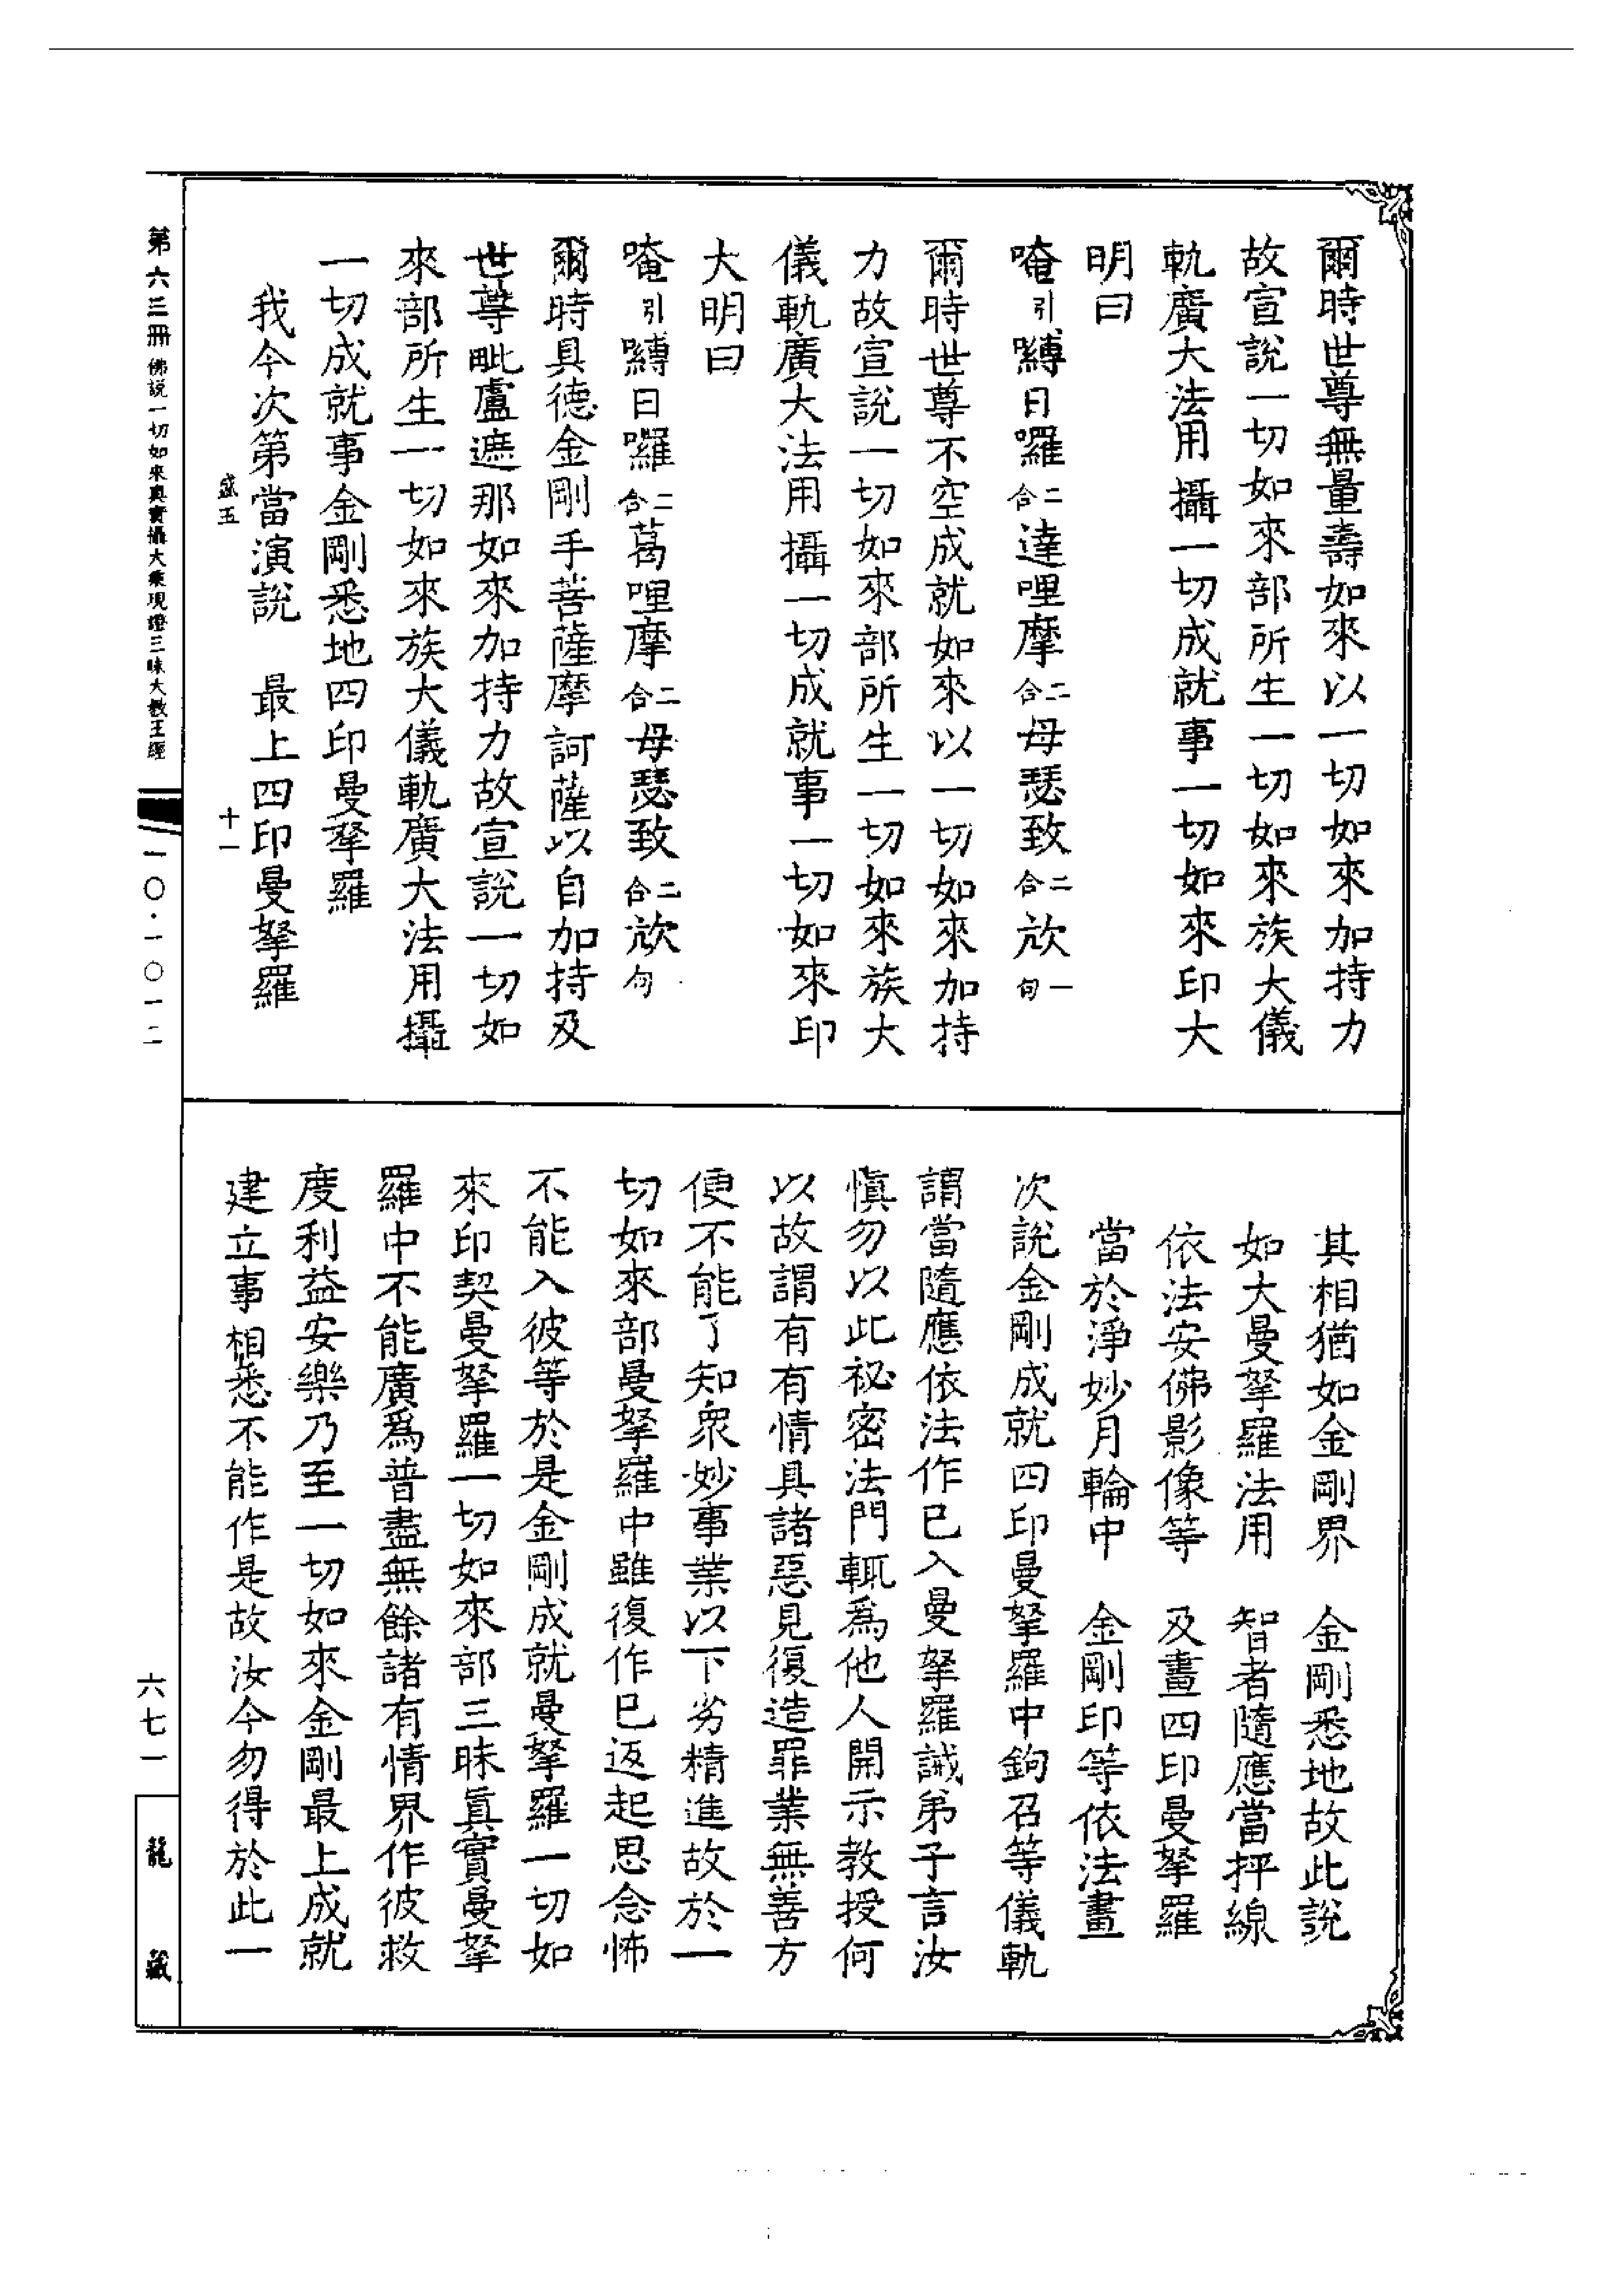 爾時世尊無量壽如來以一切如來加持力
故宣說一切如來部所生一切如來族大儀
軌廣大法用攝一切成就事一切如來印大
明曰
唵引嚩日囉二合達哩摩二合母瑟致二合㰠一句
爾時世尊不空成就如來以一切如來加持
力故宣說一切如來部所生一切如來族大
儀軌廣大法用攝一切成就事一切如來印
大明曰
唵引嚩日囉二合葛哩摩二合母瑟致二合㰠句
爾時具德金剛手菩薩摩訶薩以自加持及
世尊毗盧遮那如來加持力故宣說一切如
來部所生一切如來族大儀軌廣大法用攝
一切成就事金剛悉地四印曼拏羅
我今次第當演說　最上四印曼拏羅
盛五　十一
其相猶如金剛界　金剛悉地故此說
如大曼拏羅法用　智者隨應當抨線
依法安佛影像等　及畫四印曼拏羅
當於淨妙月輪中　金剛印等依法畫
次說金剛成就四印曼拏羅中鉤召等儀軌
謂當隨應依法作已入曼拏羅誡弟子言汝
慎勿以此祕密法門輒爲他人開示教授何
以故謂有有情具諸惡見復造罪業無善方
便不能了知衆妙事業以下劣精進故於一
切如來部曼拏羅中雖復作已返起思念怖
不能入彼等於是金剛成就曼拏羅一切如
來印契曼拏羅一切如來部三昧眞實曼拏
羅中不能廣爲普盡無餘諸有情界作彼救
度利益安樂乃至一切如來金剛最上成就
建立事相悉不能作是故汝今勿得於此一
第六三冊　佛說一切如來眞實攝大乘現證三昧大教王經
一〇·一〇一二
六七一
龍藏